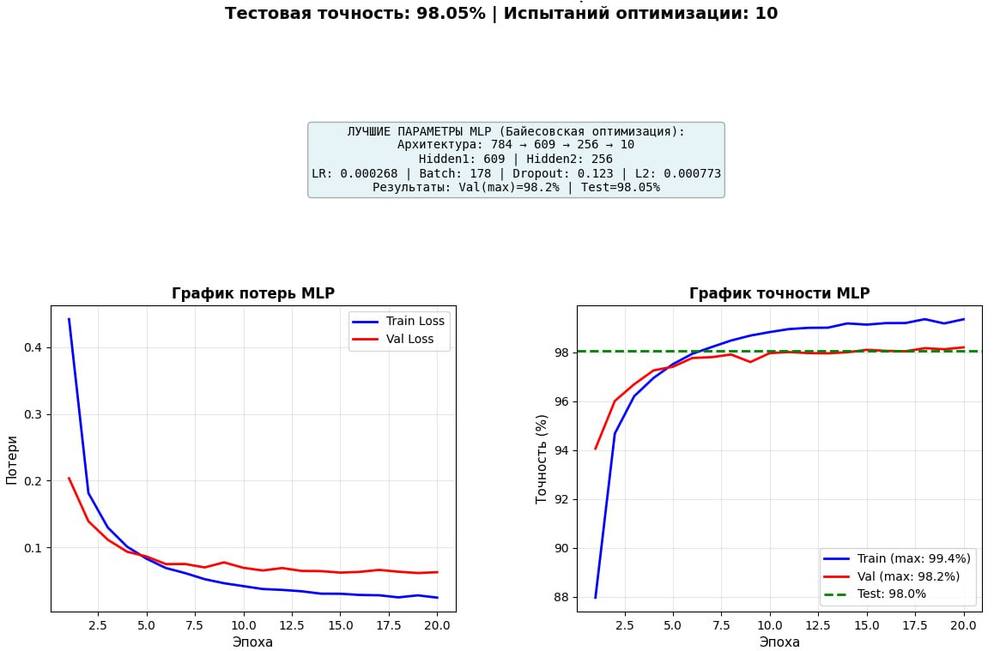 Тестовая точность: 98.05% | Испытаний оптимизации: 10
ЛУЧШИЕ ПАРАМЕТРЫ MLP (Байесовская оптимизация):
Архитектура: 784 → 609 → 256 → 10
Hidden1: 609 | Hidden2: 256
LR: 0.000268 | Batch: 178 | Dropout: 0.123 | L2: 0.000773
Результаты: Val(max)=98.2% | Test=98.05%
График потерь MLP
Train Loss
Val Loss
0.4
0.3
0.2
0.1
Потери
2.5 5.0 7.5 10.0 12.5 15.0 17.5 20.0
Эпоха
График точности MLP
98
96
94
92
90
88
Точность (%)
Train (max: 99.4%)
Val (max: 98.2%)
Test: 98.0%
2.5 5.0 7.5 10.0 12.5 15.0 17.5 20.0
Эпоха